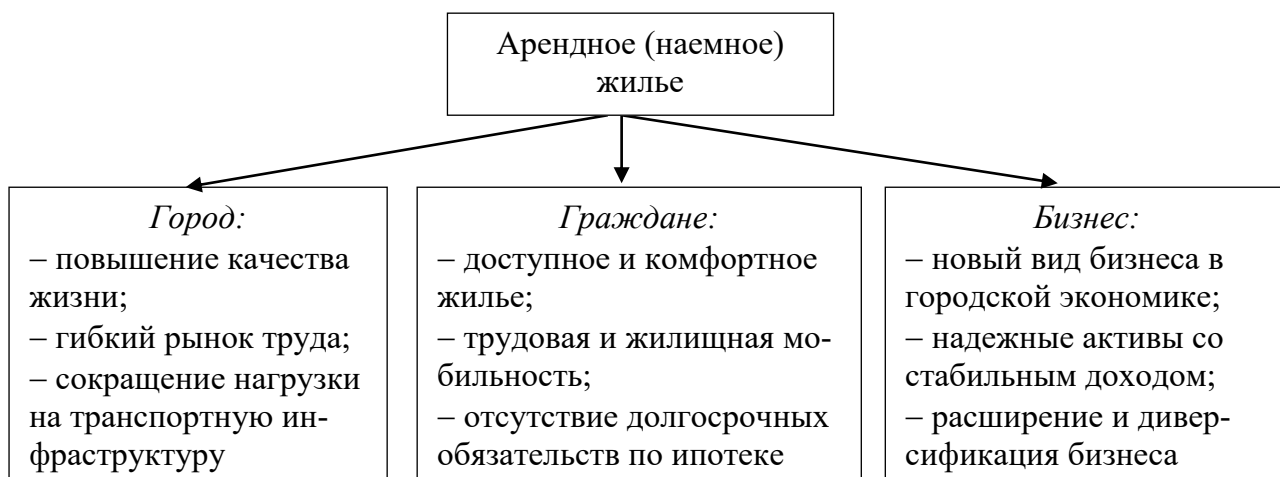 Арендное (наемное)
жилье
Город:
– повышение качества
жизни;
– гибкий рынок труда;
– сокращение нагрузки
на транспортную ин-
фраструктуру
Граждане:
– доступное и комфортное
жилье;
– трудовая и жилищная мо-
бильность;
– отсутствие долгосрочных
обязательств по ипотеке
Бизнес:
– новый вид бизнеса в
городской экономике;
– надежные активы со
стабильным доходом;
– расширение и дивер-
сификация бизнеса